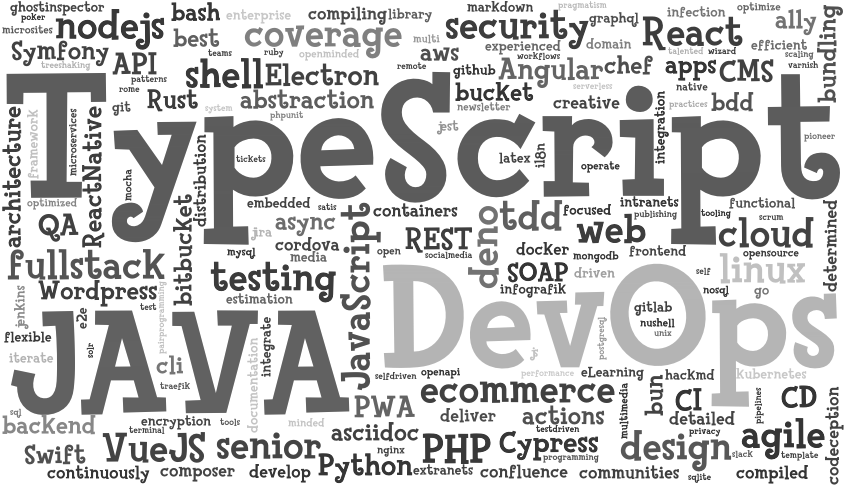 ghostinspector
bash
enterprise
compiling
library
markdown
pragmatism
infection
optimize
poker
nodejs
best
coverage
multi
security
graphql
React
ally
bundling
microsites
Symfony
API
teams
ruby
openminded
aws
experienced
workflows
domain
talented
wizard
efficient
scaling
varnish
treeshaking
patterns
shell
Electron
remote
github
Angular
chef
apps
CMS
rome
git
Rust
system
abstraction
phpunit
bucket
newsletter
serverless
creative
native
practices
bdd
TypeScript
framework
microservices
architecture
ReactNative
optimized
mocha
distribution
tickets
jest
latex
i18n
operate
integration
pioneer
embedded
satis
containers
tdd
focused
intranets
publishing
tooling
functional
scrum
QA
bitbucket
jira
async
JavaScript
REST
deno
web
cloud
determined
mysql
cordova
media
open
socialmedia
docker
mongodb
frontend
opensource
fullstack
testing
SOAP
driven
self
linux
Wordpress
estimation
infografik
nosql
go
jenkins
test
pairprogramming
DevOps
gitlab
nushell
unix
postgresql
flexible
e2e
JAVA
integrate
iterate
solr
cli
traefik
documentation
selfdriven
openapi
performance
eLearning
hackmd
Kubernetes
sql
backend
encryption
tools
minded
PWA
ecommerce
deliver
actions
multimedia
bun
CI
detailed
pipelines
CD
codeception
terminal
asciidoc
testdriven
privacy
Swift
VueJS
senior
nginx
PHP
Cypress
programming
design
slack
agile
template
continuously
composer
develop
Python
extranets
confluence
communities
sqlite
compiled